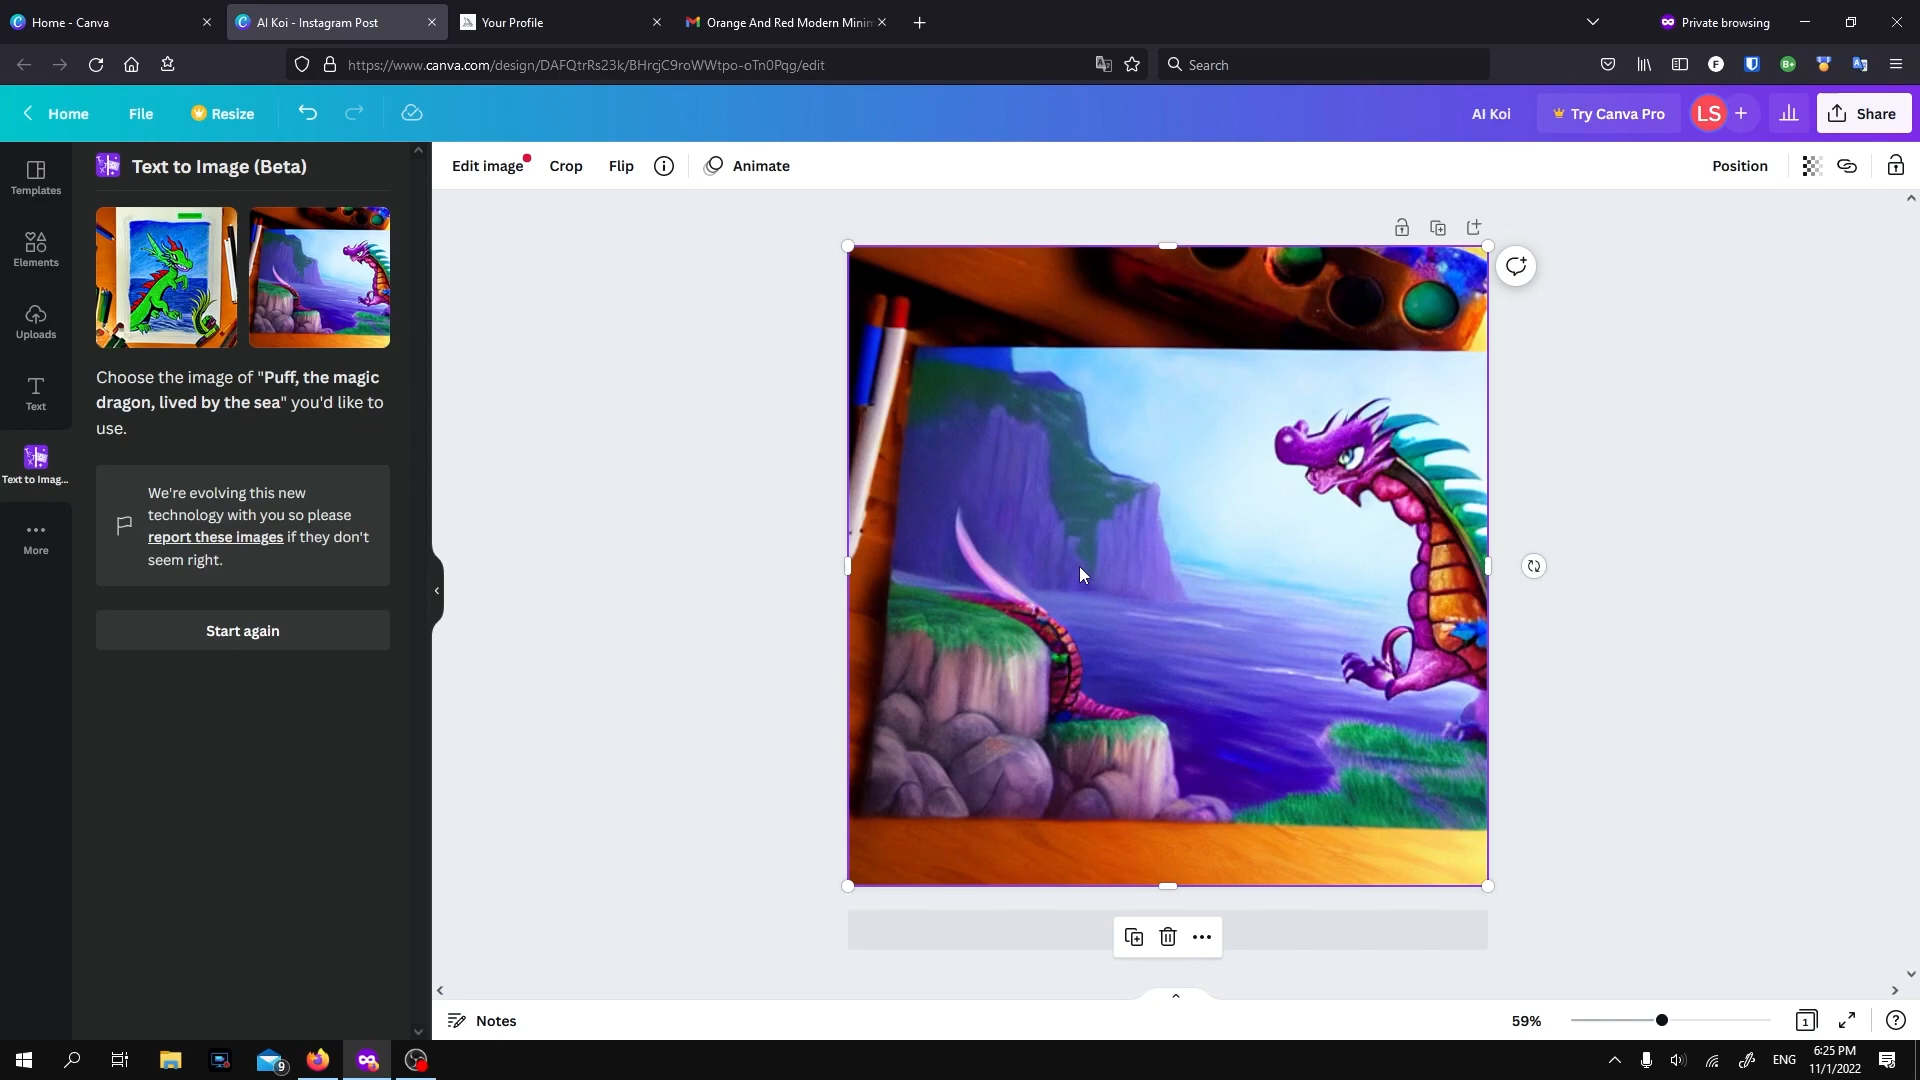 Home - Canva
AI Koi - Instagram Post
Your Profile
Orange And Red Modern Minim
Private browsing
https://www.canva.com/design/DAFQtrRs23k/BHrcjC9roWWtpo-oTn0Pqg/edit
Search
Home
File
Resize
AI Koi
Try Canva Pro
LS
Share
Templates
Elements
Uploads
Text
Text to Imag...
More
Text to Image (Beta)
Choose the image of "Puff, the magic
dragon, lived by the sea" you'd like to
use.
We're evolving this new
technology with you so please
report these images if they don't
seem right.
Start again
Edit image
Crop
Flip
Animate
Position
Notes
59%
1
9
ENG
6:25 PM
11/1/2022